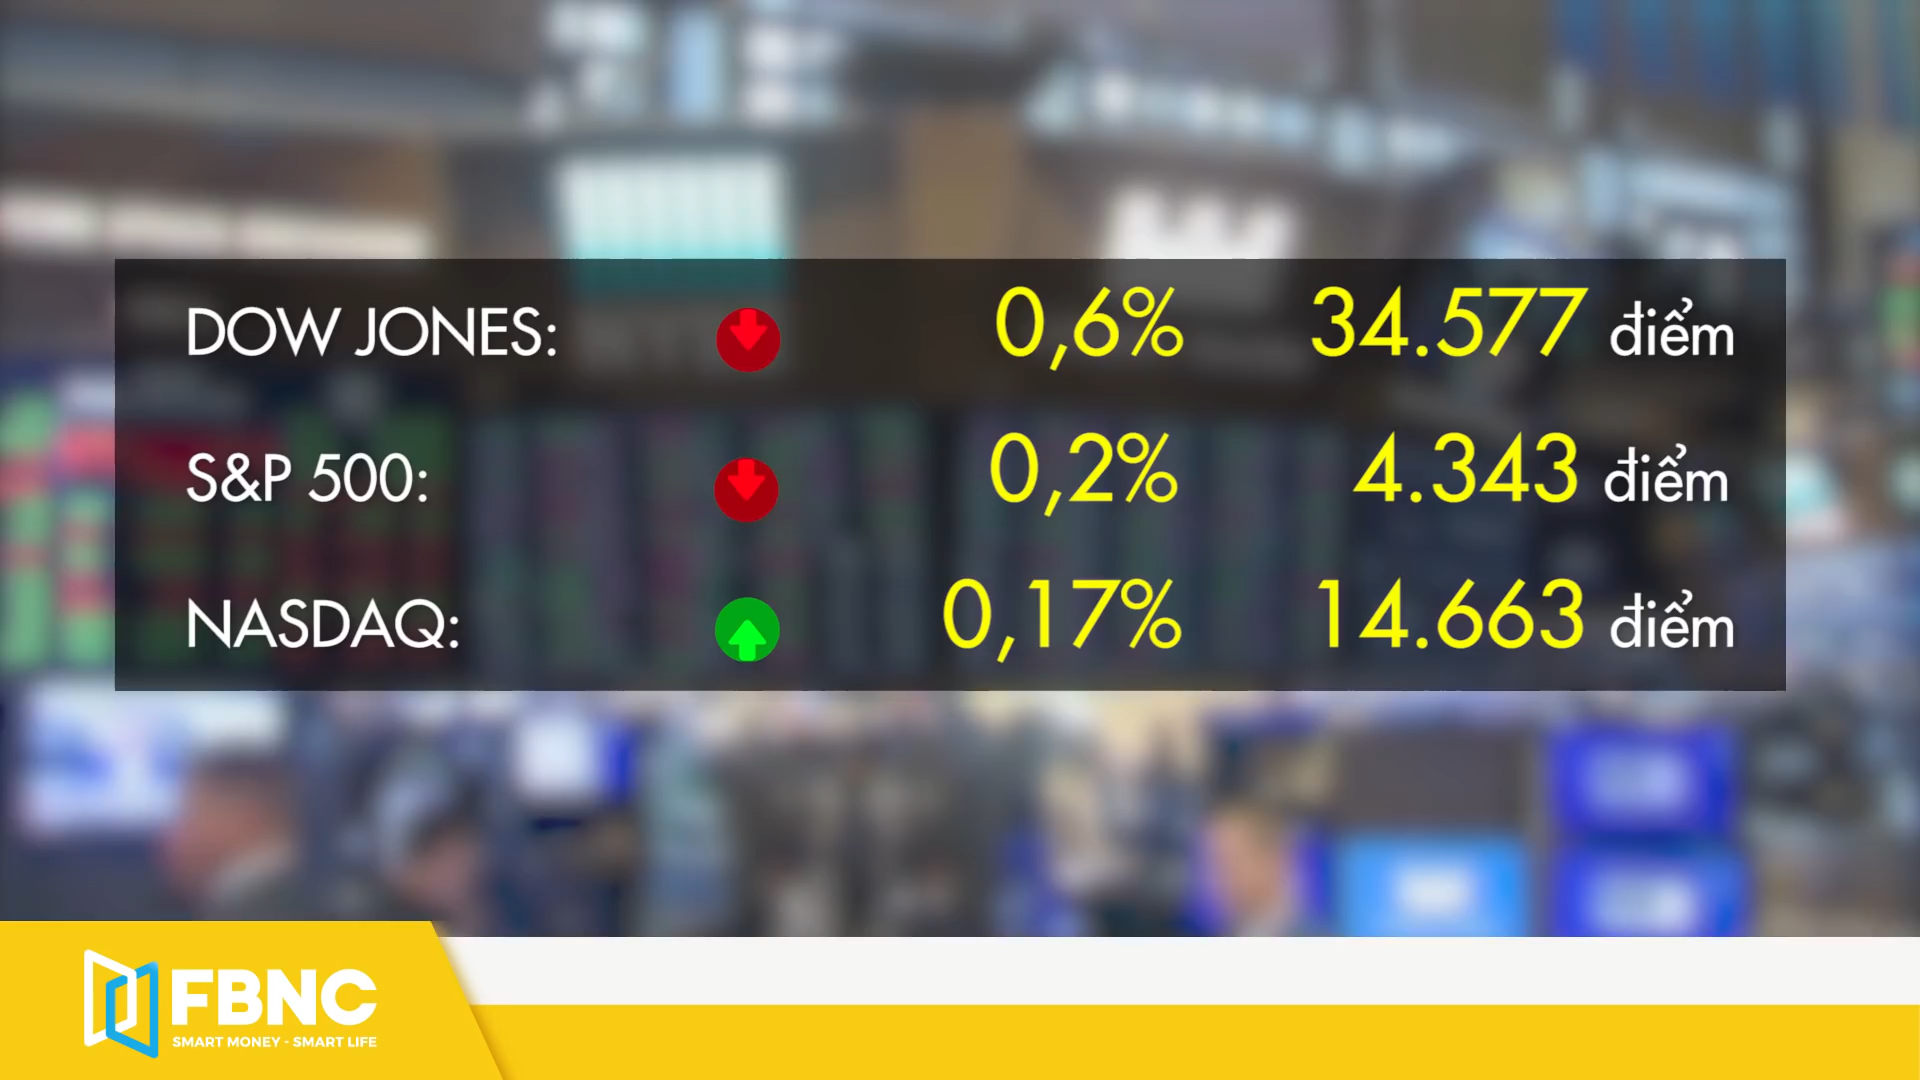 DOW JONES: 0,6% 34.577 điểm
S&P 500: 0,2% 4.343 điểm
NASDAQ: 0,17% 14.663 điểm
FBNC
SMART MONEY - SMART LIFE